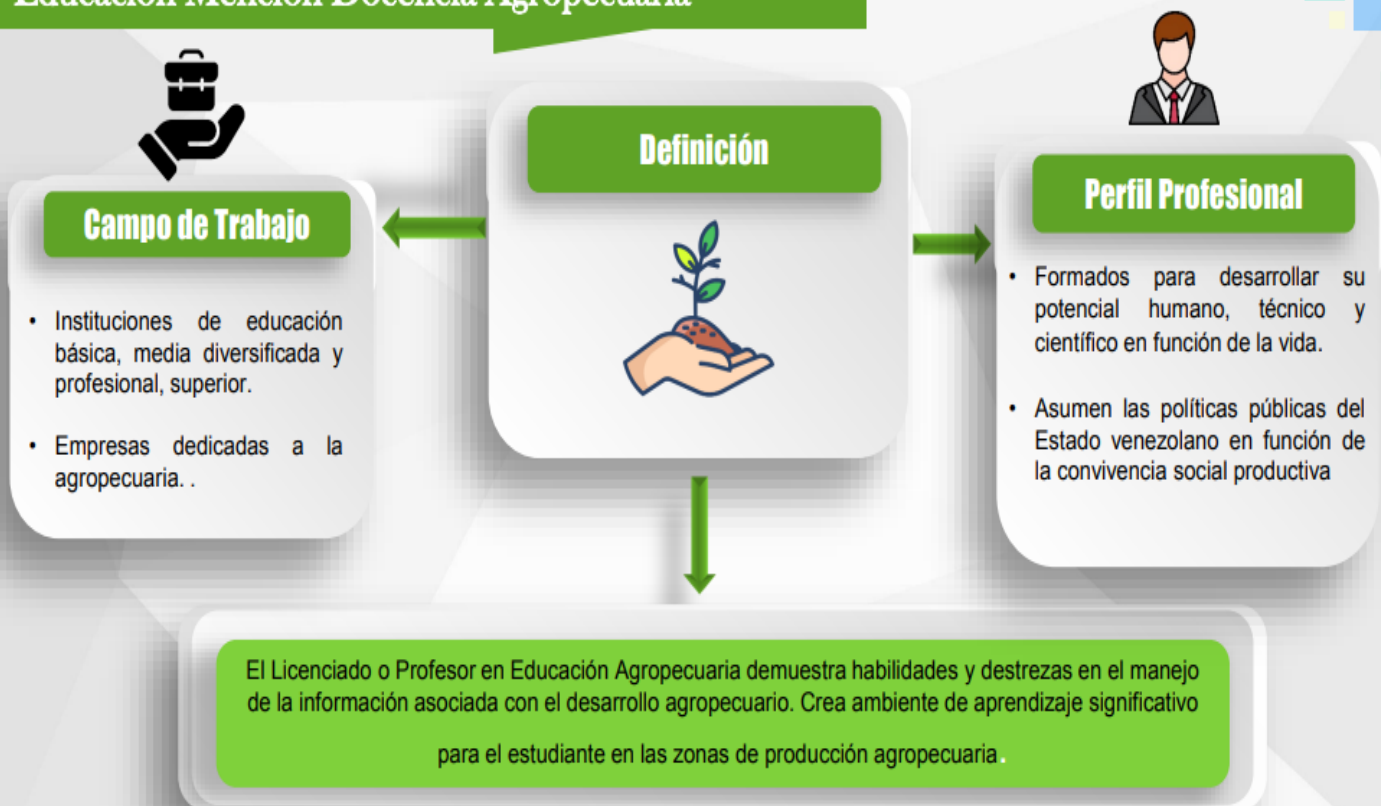 Educación Mención Docencia Agropecuaria
Definición
Campo de Trabajo
• Instituciones de educación
básica, media diversificada y
profesional, superior.
• Empresas dedicadas a la
agropecuaria. .
Perfil Profesional
• Formados para desarrollar su
potencial humano, técnico y
científico en función de la vida.
• Asumen las políticas públicas del
Estado venezolano en función de
la convivencia social productiva
El Licenciado o Profesor en Educación Agropecuaria demuestra habilidades y destrezas en el manejo
de la información asociada con el desarrollo agropecuario. Crea ambiente de aprendizaje significativo
para el estudiante en las zonas de producción agropecuaria.